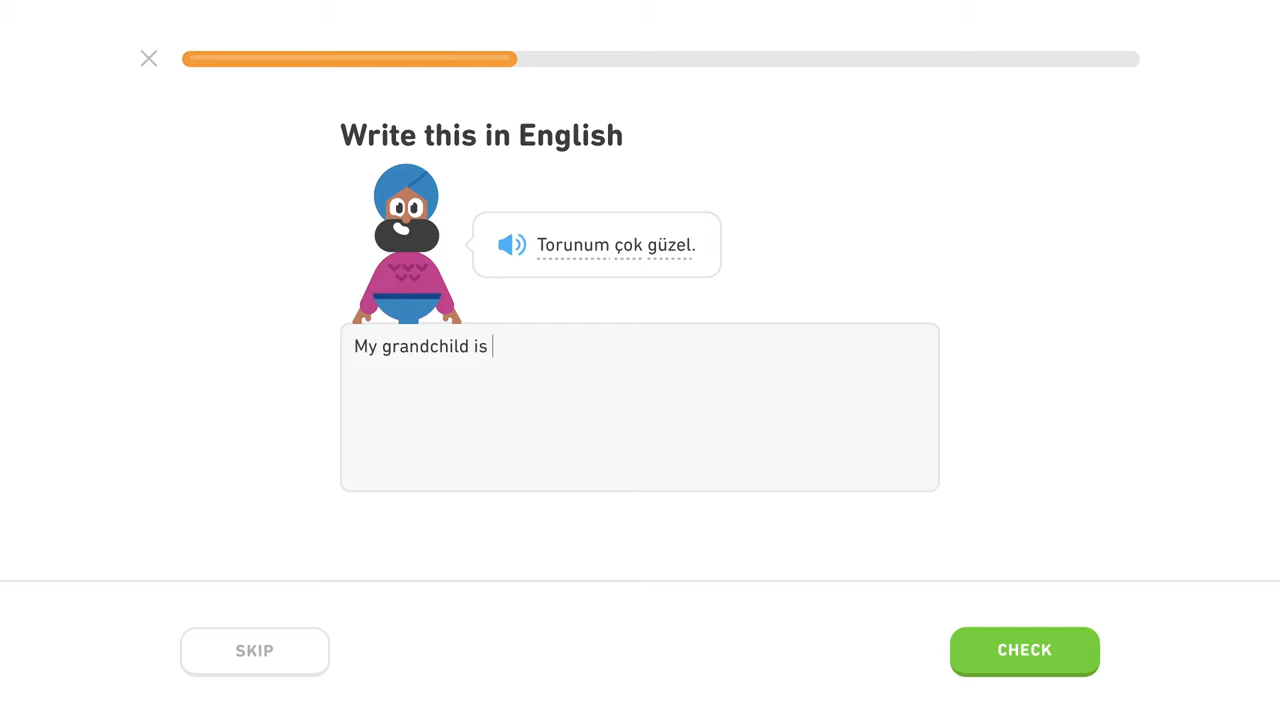 Write this in English
Torunum çok güzel.
My grandchild is
SKIP
CHECK